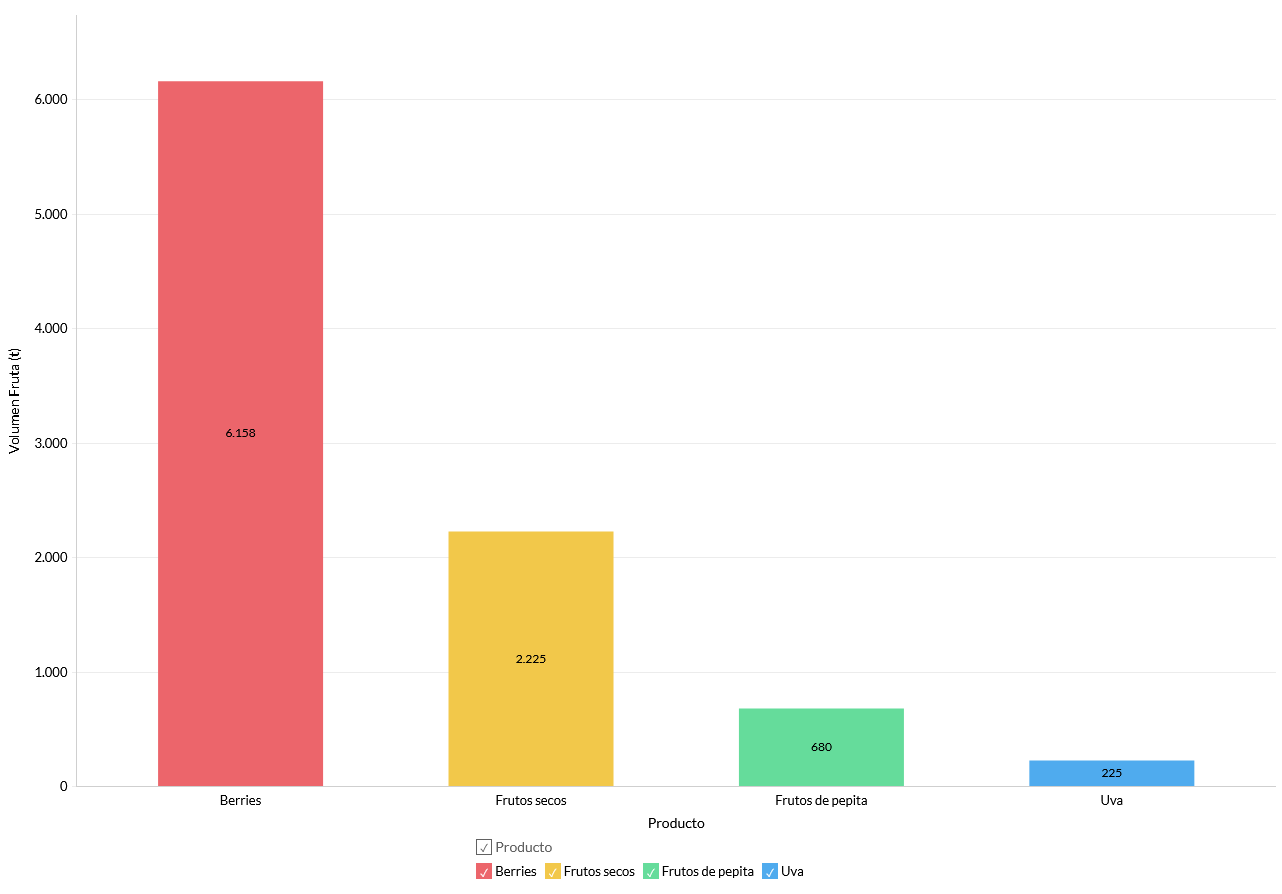 Volumen Fruta (t)
6.000
5.000
4.000
3.000
2.000
1.000
0
6.158
2.225
680
225
Berries
Frutos secos
Frutos de pepita
Uva
Producto
Producto
Berries Frutos secos Frutos de pepita Uva